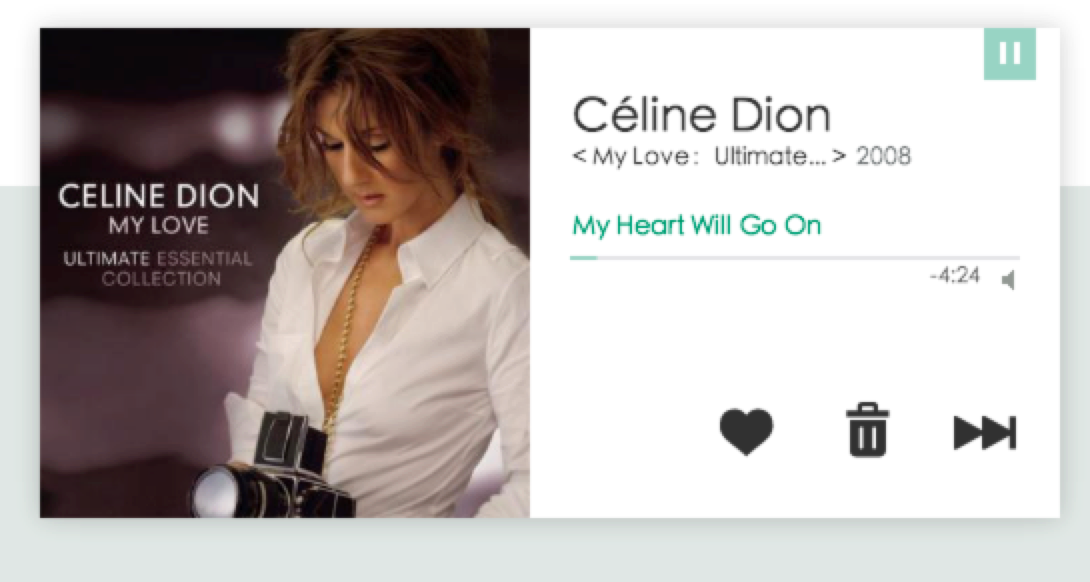 CELINE DION
MY LOVE
ULTIMATE ESSENTIAL
COLLECTION
Céline Dion
< My Love: Ultimate... > 2008
My Heart Will Go On
-4:24